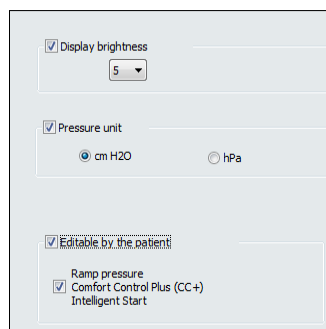 Display brightness
5
Pressure unit
cm H2O hPa
Editable by the patient
Ramp pressure
Comfort Control Plus (CC+)
Intelligent Start